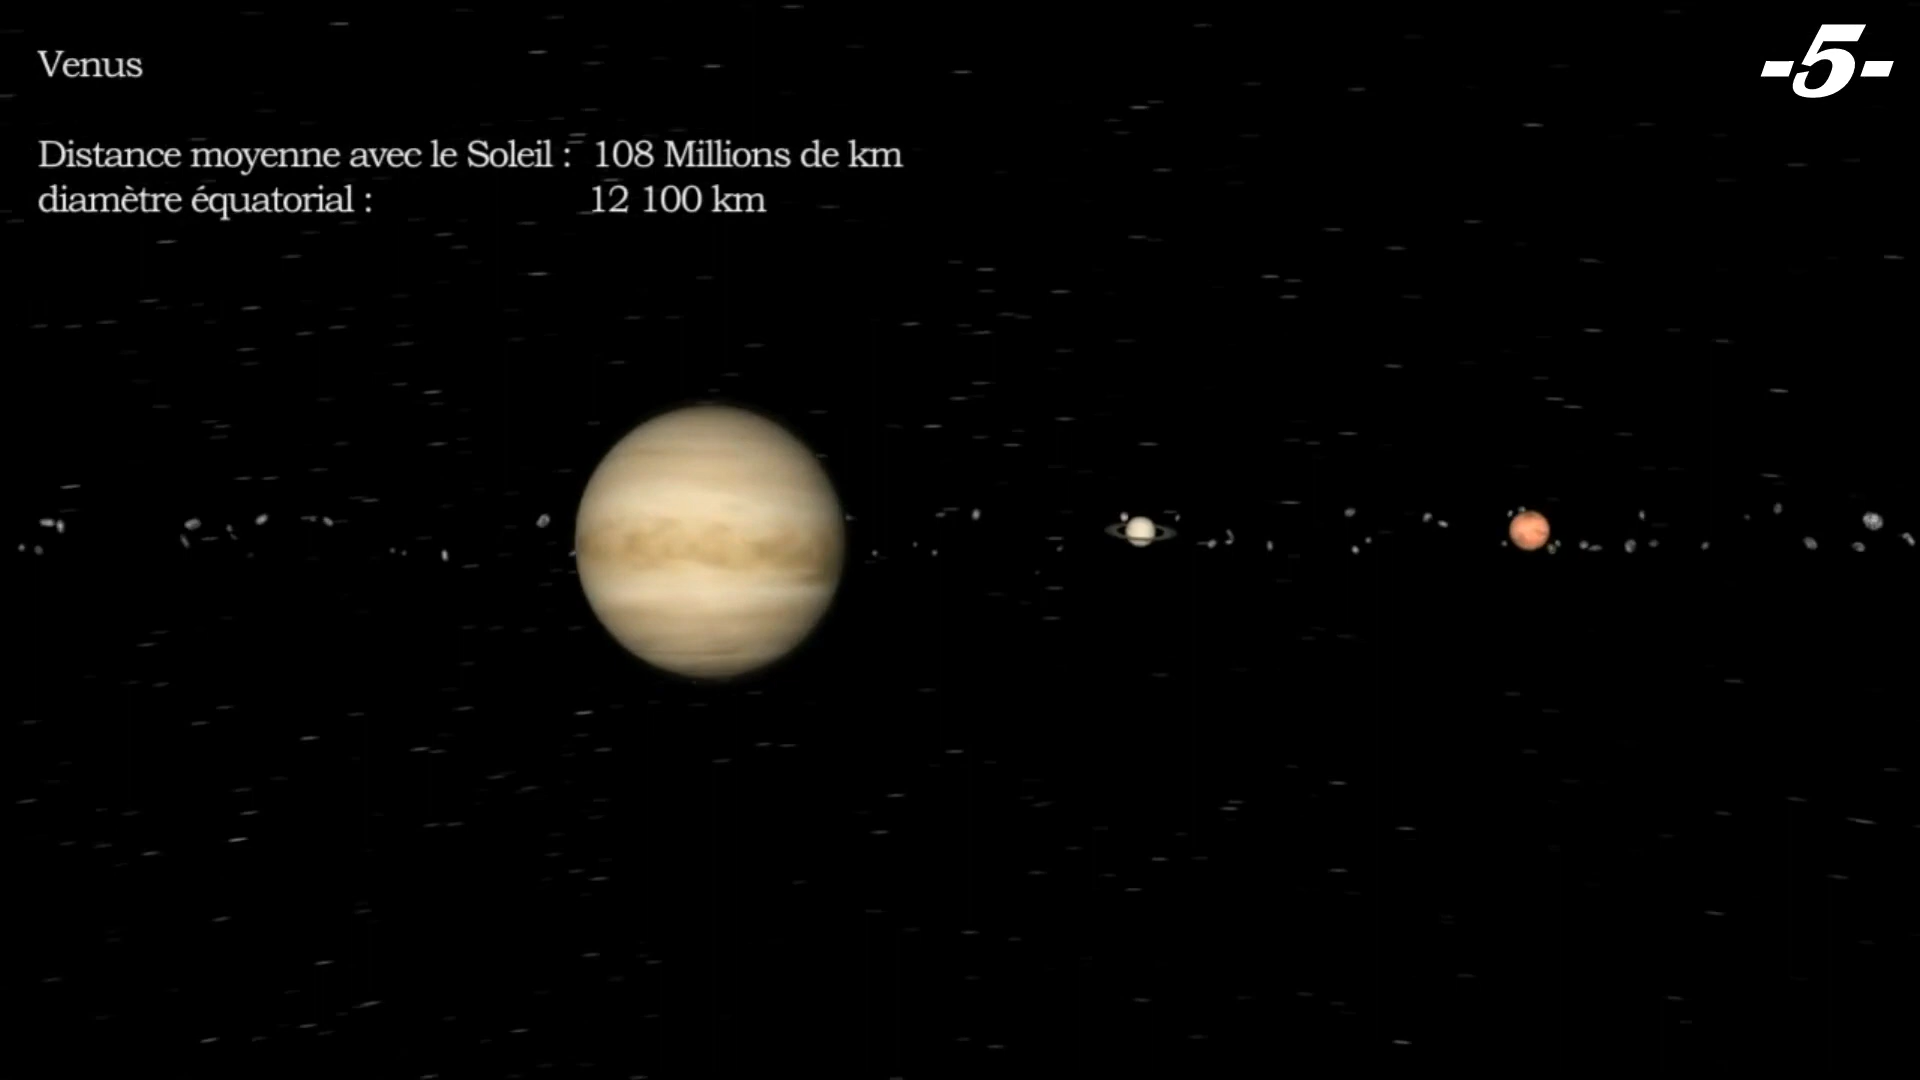 Venus
-5-
Distance moyenne avec le Soleil : 108 Millions de km
diamètre équatorial : 12 100 km